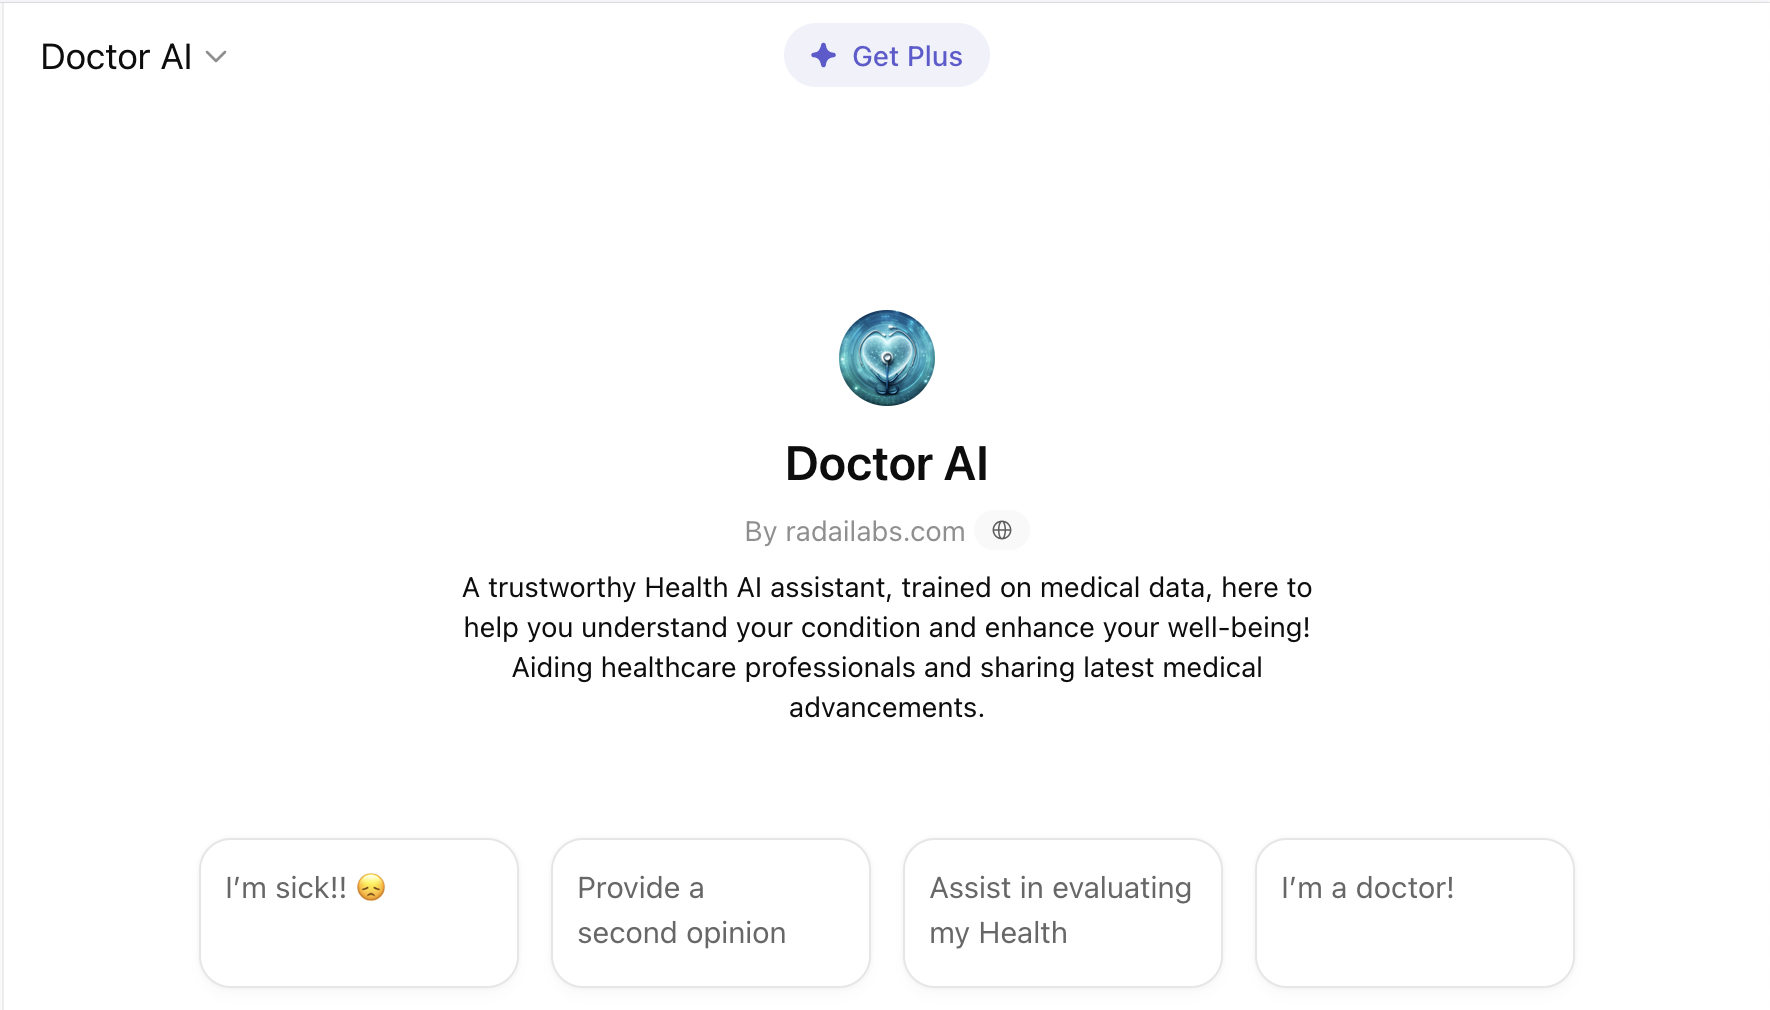 Doctor AI
Get Plus
Doctor AI
By radailabs.com
A trustworthy Health AI assistant, trained on medical data, here to
help you understand your condition and enhance your well-being!
Aiding healthcare professionals and sharing latest medical
advancements.
I’m sick!! 😞
Provide a
second opinion
Assist in evaluating
my Health
I’m a doctor!